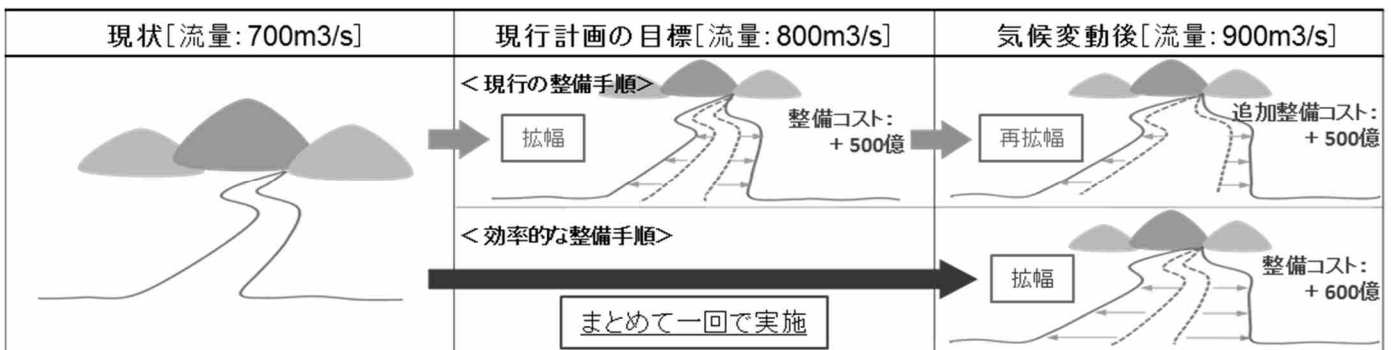 現状[流量:700m3/s]
現行計画の目標[流量:800m3/s]
気候変動後[流量:900m3/s]
<現行の整備手順>
拡幅
整備コスト:
+ 500億
再拡幅
追加整備コスト:
+ 500億
<効率的な整備手順>
まとめて一回で実施
拡幅
整備コスト:
+ 600億